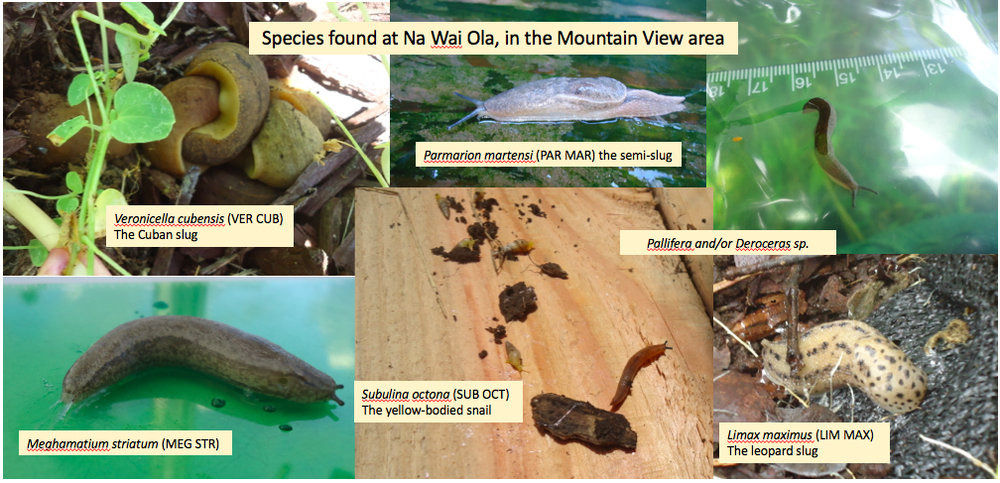 Species found at Na Wai Ola, in the Mountain View area
Parmarion martensi (PAR MAR) the semi-slug
18 17 16 15 14 13
Veronicella cubensis (VER CUB)
The Cuban slug
Pallifera and/or Deroceras sp.
Subulina octona (SUB OCT)
The yellow-bodied snail
Meghamatium striatum (MEG STR)
Limax maximus (LIM MAX)
The leopard slug